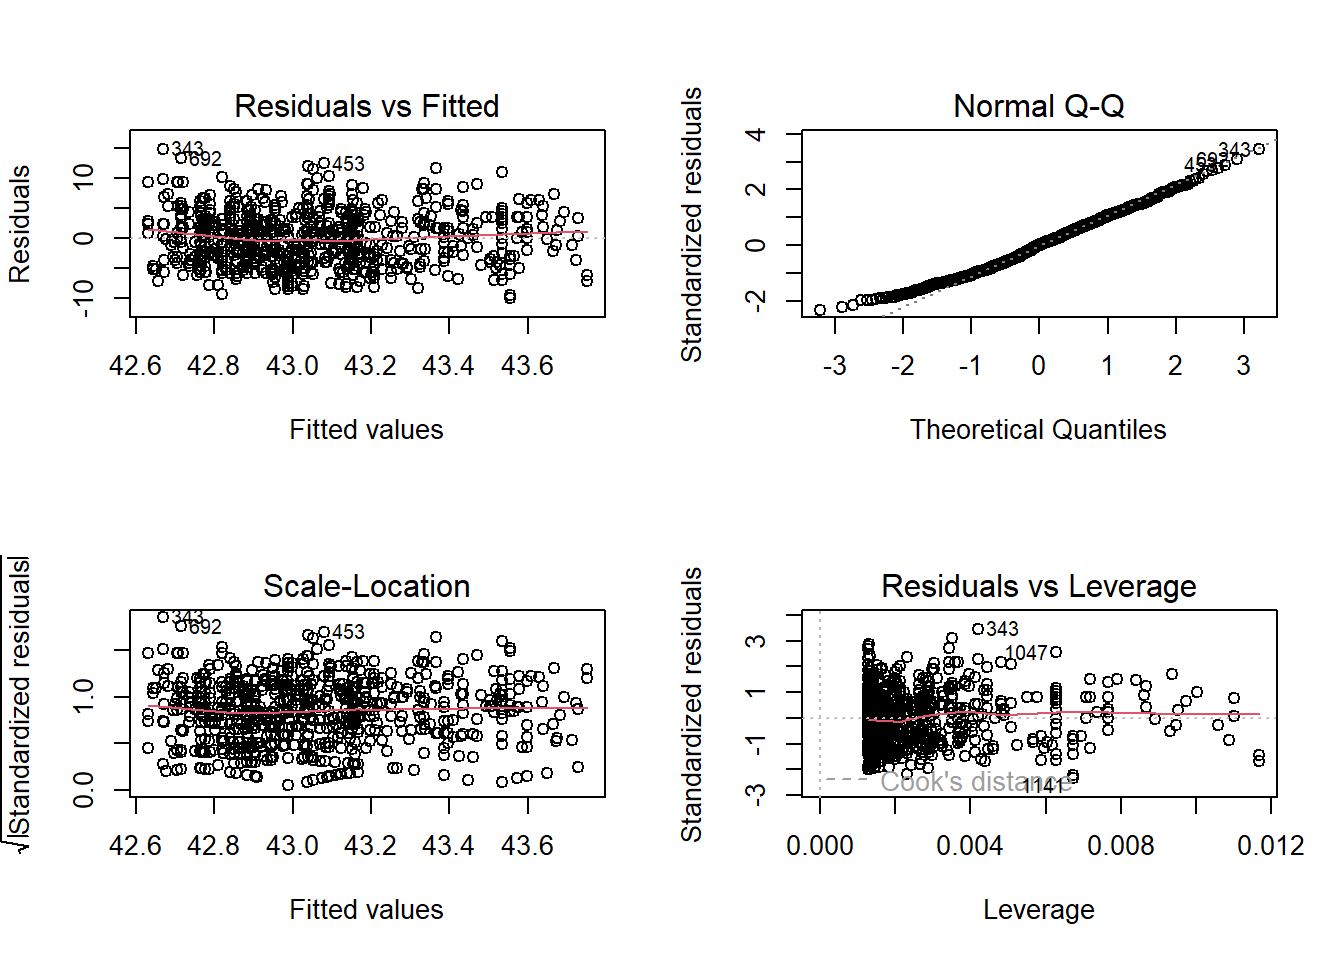 Residuals vs Fitted
Residuals
10
0
-10
343
692
453
42.6 42.8 43.0 43.2 43.4 43.6
Fitted values
Normal Q-Q
Standardized residuals
4
2
0
-2
343
692
453
-3 -2 -1 0 1 2 3
Theoretical Quantiles
Scale-Location
√|Standardized residuals|
1.0
0.0
343
692
453
42.6 42.8 43.0 43.2 43.4 43.6
Fitted values
Residuals vs Leverage
Standardized residuals
3
1
-1
-3
343
1047
Cook's distance
1141
0.000 0.004 0.008 0.012
Leverage